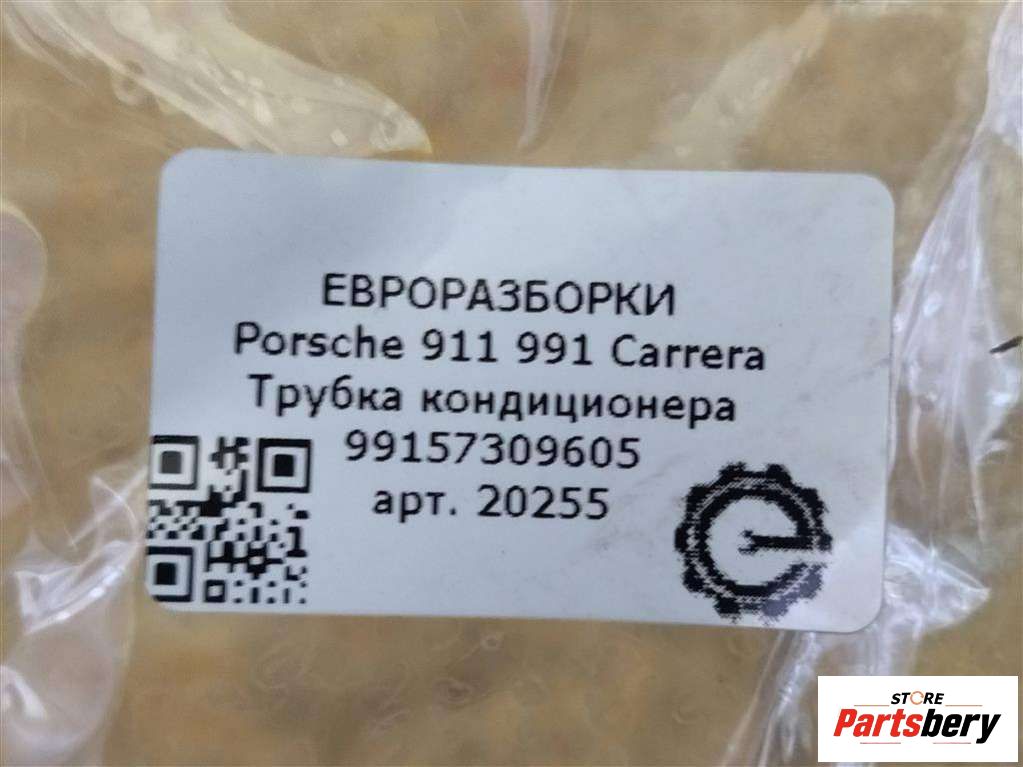 ЕВРОРАЗБОРКИ
Porsche 911 991 Carrera
Трубка кондиционера
99157309605
арт. 20255
STORE
Partsbery